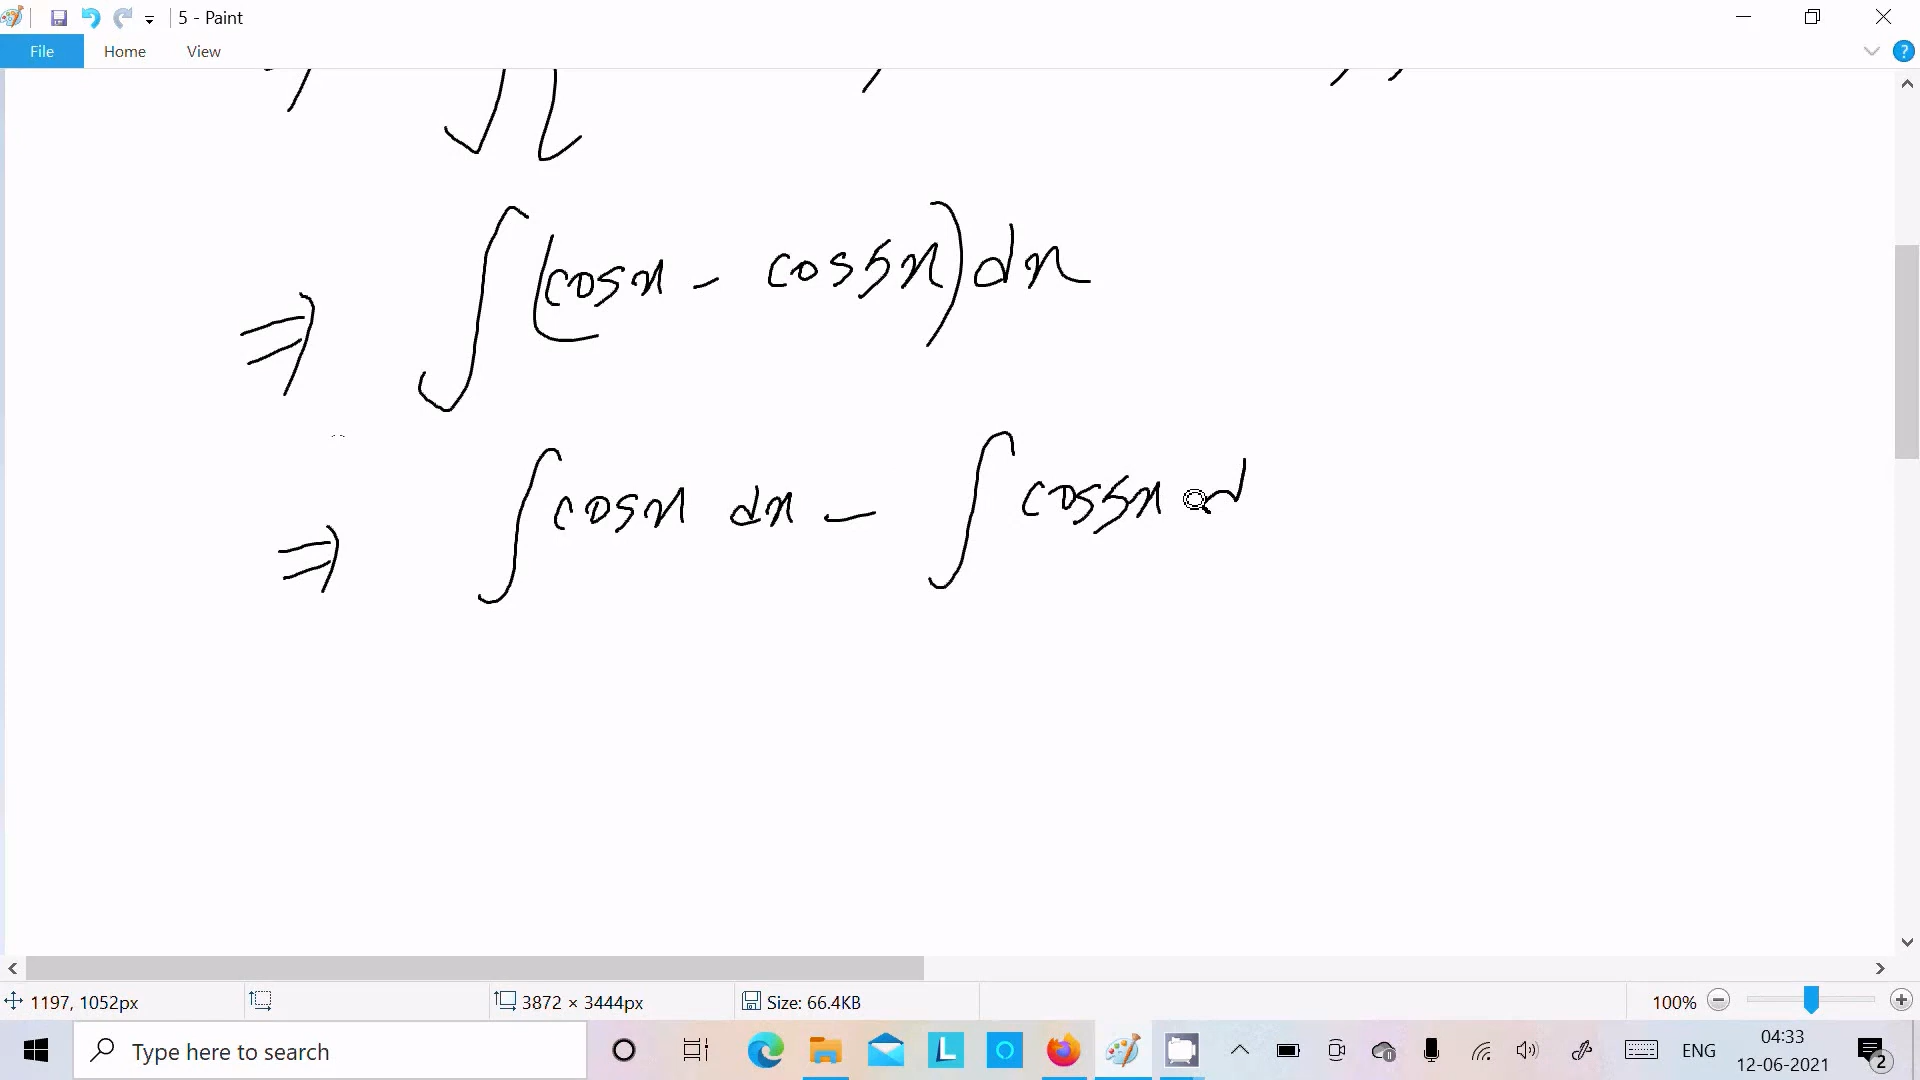 5 - Paint
File Home View ?
⇒ ∫(cosx - cos5x)dx
⇒ ∫cosx dx - ∫cos5x d
1197, 1052px 3872 × 3444px Size: 66.4KB 100%
Type here to search L ENG 04:33
12-06-2021 2